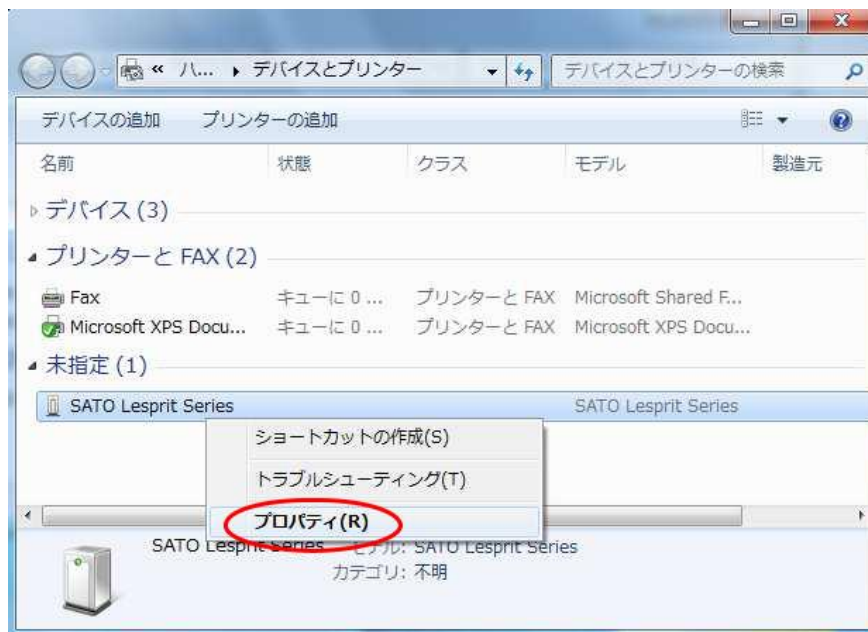 « ハ... デバイスとプリンター デバイスとプリンターの検索
デバイスの追加 プリンターの追加
名前 状態 クラス モデル 製造元
デバイス (3)
プリンターと FAX (2)
Fax キューに 0 ... プリンターと FAX Microsoft Shared F...
Microsoft XPS Docu... キューに 0 ... プリンターと FAX Microsoft XPS Docu...
未指定 (1)
SATO Lesprit Series SATO Lesprit Series
ショートカットの作成(S)
トラブルシューティング(T)
プロパティ(R)
SATO Lesprit Series モデル: SATO Lesprit Series
カテゴリ: 不明